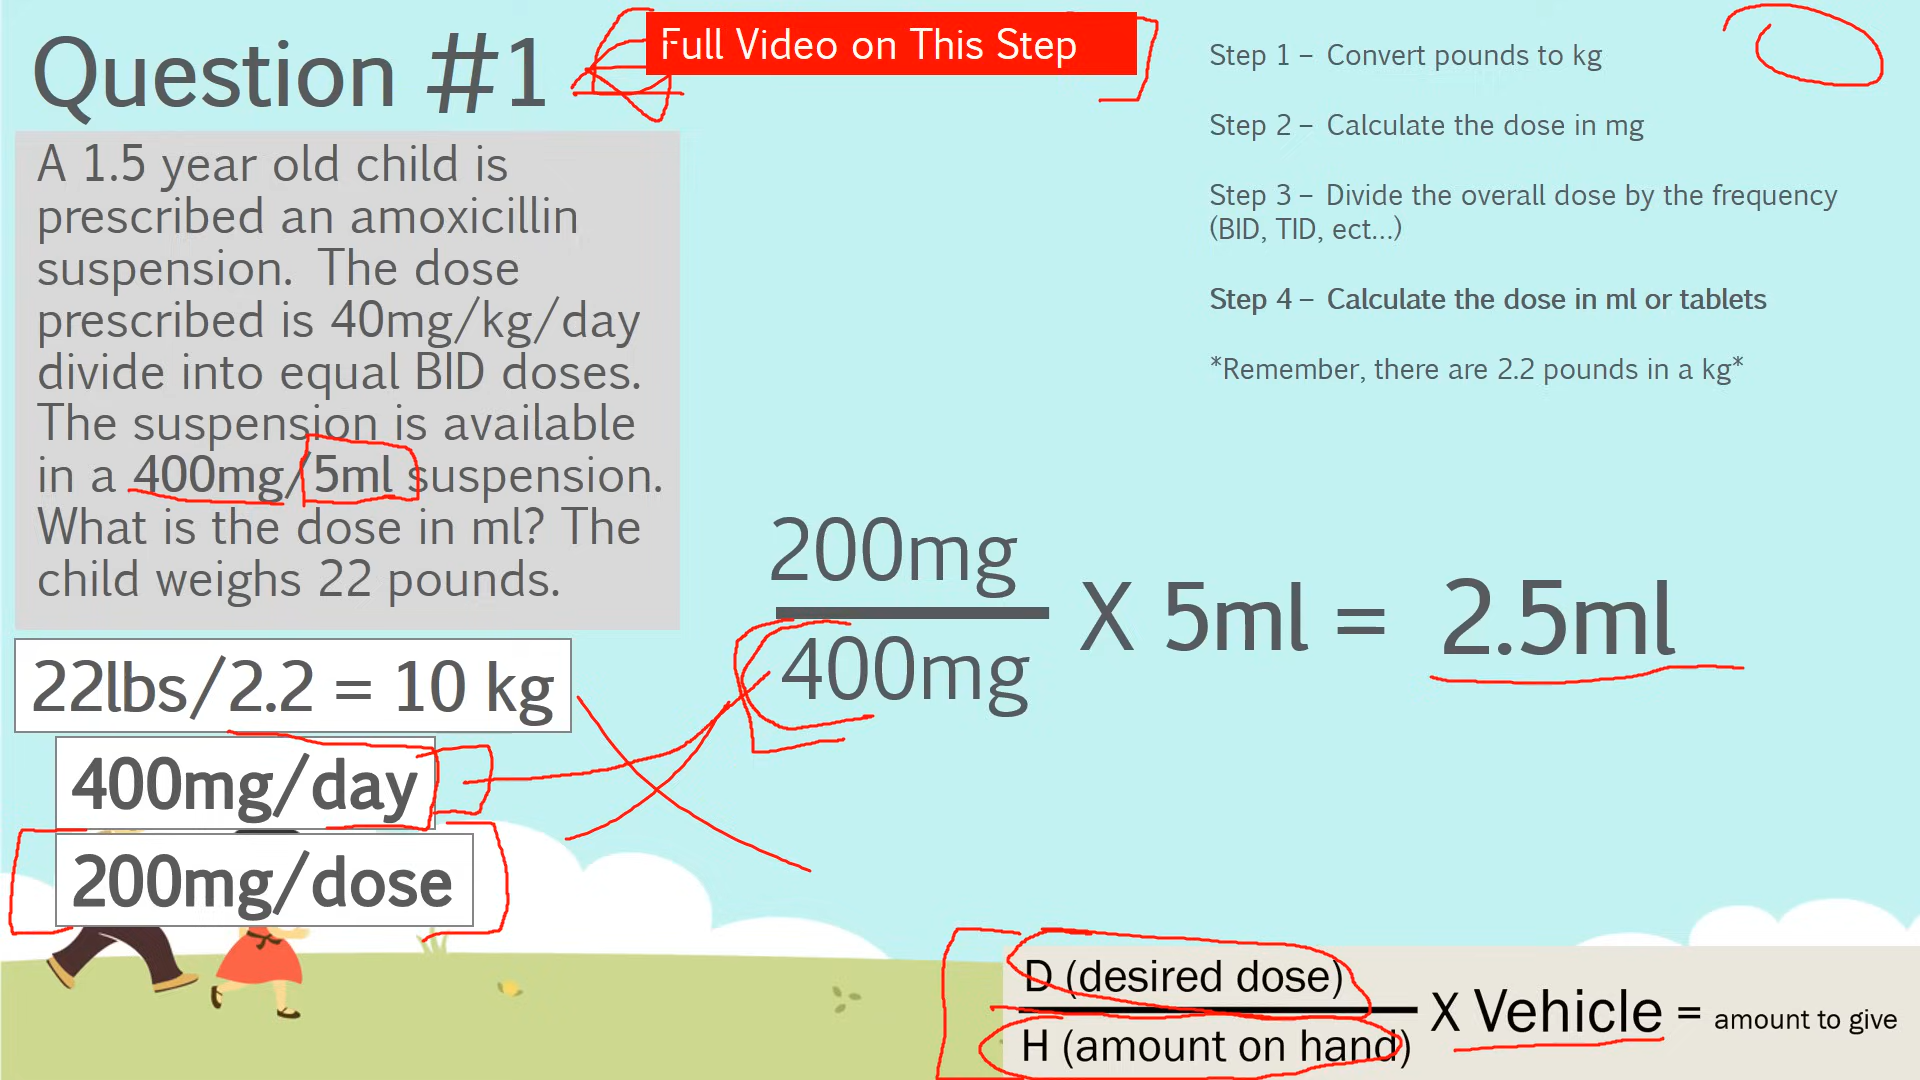 Question #1
Full Video on This Step
A 1.5 year old child is
prescribed an amoxicillin
suspension. The dose
prescribed is 40mg/kg/day
divide into equal BID doses.
The suspension is available
in a 400mg/5ml suspension.
What is the dose in ml? The
child weighs 22 pounds.
22lbs/2.2 = 10 kg
400mg/day
200mg/dose
Step 1 – Convert pounds to kg
Step 2 – Calculate the dose in mg
Step 3 – Divide the overall dose by the frequency
(BID, TID, ect...)
Step 4 – Calculate the dose in ml or tablets
*Remember, there are 2.2 pounds in a kg*
200mg
400mg
X 5ml = 2.5ml
D (desired dose)
H (amount on hand)
X Vehicle = amount to give